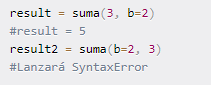 result = suma(3, b=2)
#result = 5
result2 = suma(b=2, 3)
#Lanzará SyntaxError